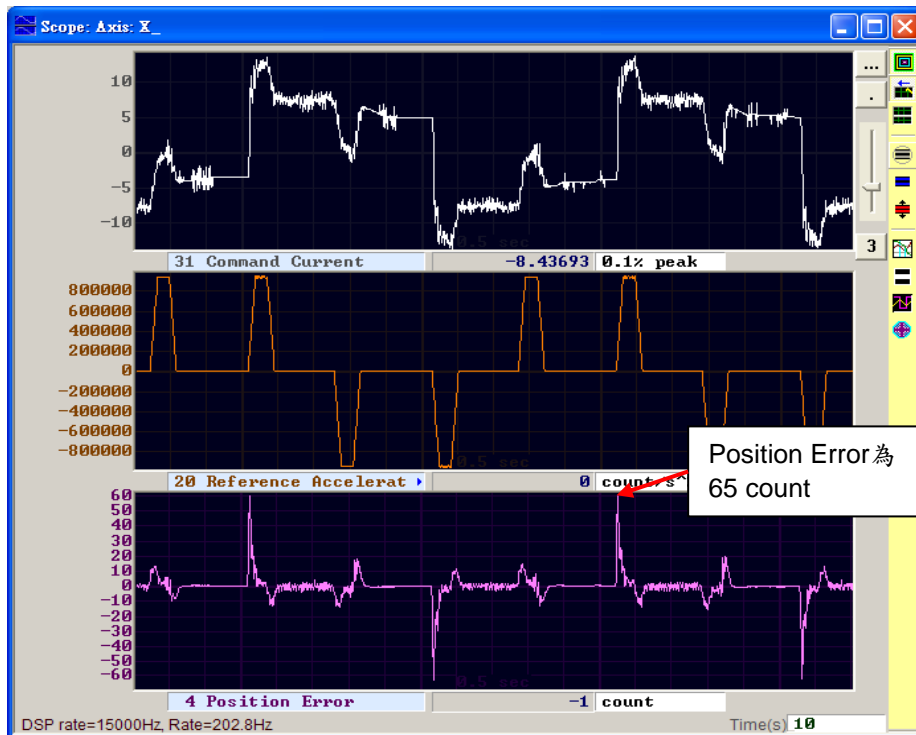 Scope: Axis: X_
10
5
0
-5
-10
0.5 sec
31 Command Current
-8.43693
0.1% peak
...
.
3
800000
600000
400000
200000
0
-200000
-400000
-600000
-800000
0.5 sec
20 Reference Accelerat
0
Position Error為
65 count
60
50
40
30
20
10
0
-10
-20
-30
-40
-50
-60
0.5 sec
4 Position Error
-1
count
DSP rate=15000Hz, Rate=202.8Hz
Time(s)
10